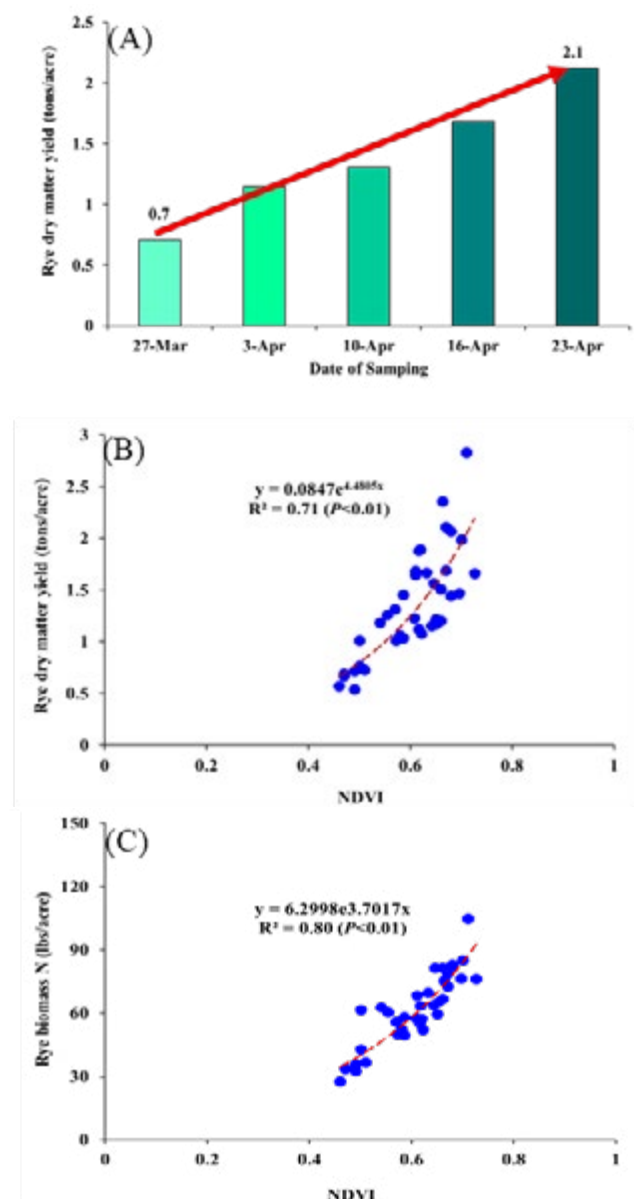 (A)
2.5
2
1.5
1
0.5
0
Rye dry matter yield (tons/acre)
0.7
2.1
27-Mar 3-Apr 10-Apr 16-Apr 23-Apr
Date of Samping
(B)
3
2.5
2
1.5
1
0.5
0
Rye dry matter yield (tons/acre)
y = 0.0847e^4.4805x
R² = 0.71 (P<0.01)
0 0.2 0.4 0.6 0.8 1
NDVI
(C)
150
120
90
60
30
0
Rye biomass N (lbs/acre)
y = 6.2998e3.7017x
R² = 0.80 (P<0.01)
0 0.2 0.4 0.6 0.8 1
NDVI